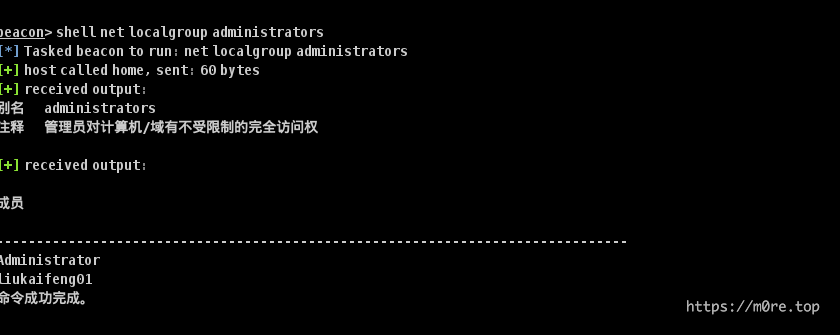 beacon> shell net localgroup administrators
[*] Tasked beacon to run: net localgroup administrators
[+] host called home, sent: 60 bytes
[+] received output:
别名 administrators
注释 管理员对计算机/域有不受限制的完全访问权
[+] received output:
成员
-------------------------------------------------------------------------------
Administrator
liukaifeng01
命令成功完成。
https://m0re.top